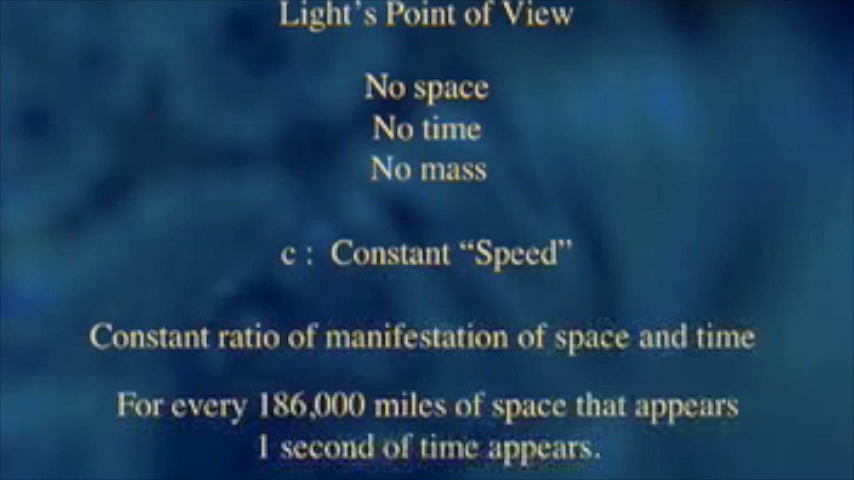 Light's Point of View
No space
No time
No mass
c : Constant “Speed”
Constant ratio of manifestation of space and time
For every 186,000 miles of space that appears
1 second of time appears.